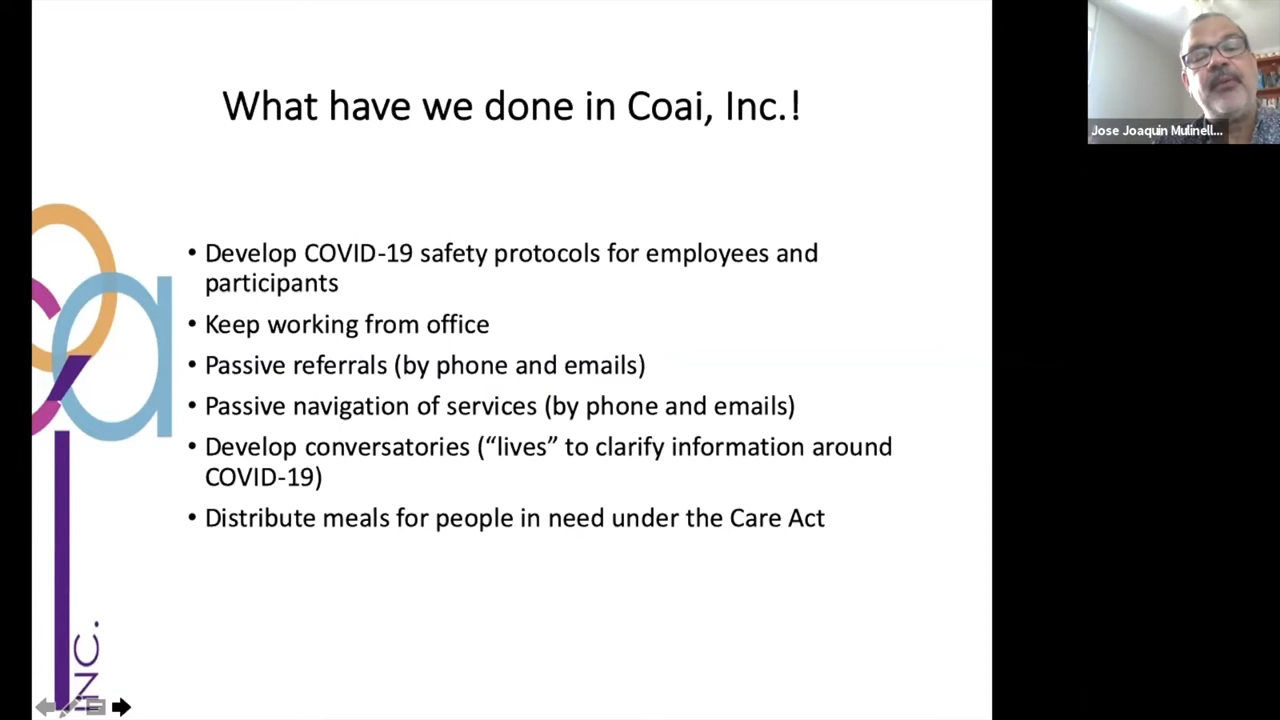 What have we done in Coai, Inc.!
Jose Joaquin Mulinell...
• Develop COVID-19 safety protocols for employees and
participants
• Keep working from office
• Passive referrals (by phone and emails)
• Passive navigation of services (by phone and emails)
• Develop conversatories (“lives” to clarify information around
COVID-19)
• Distribute meals for people in need under the Care Act
ca
INC.